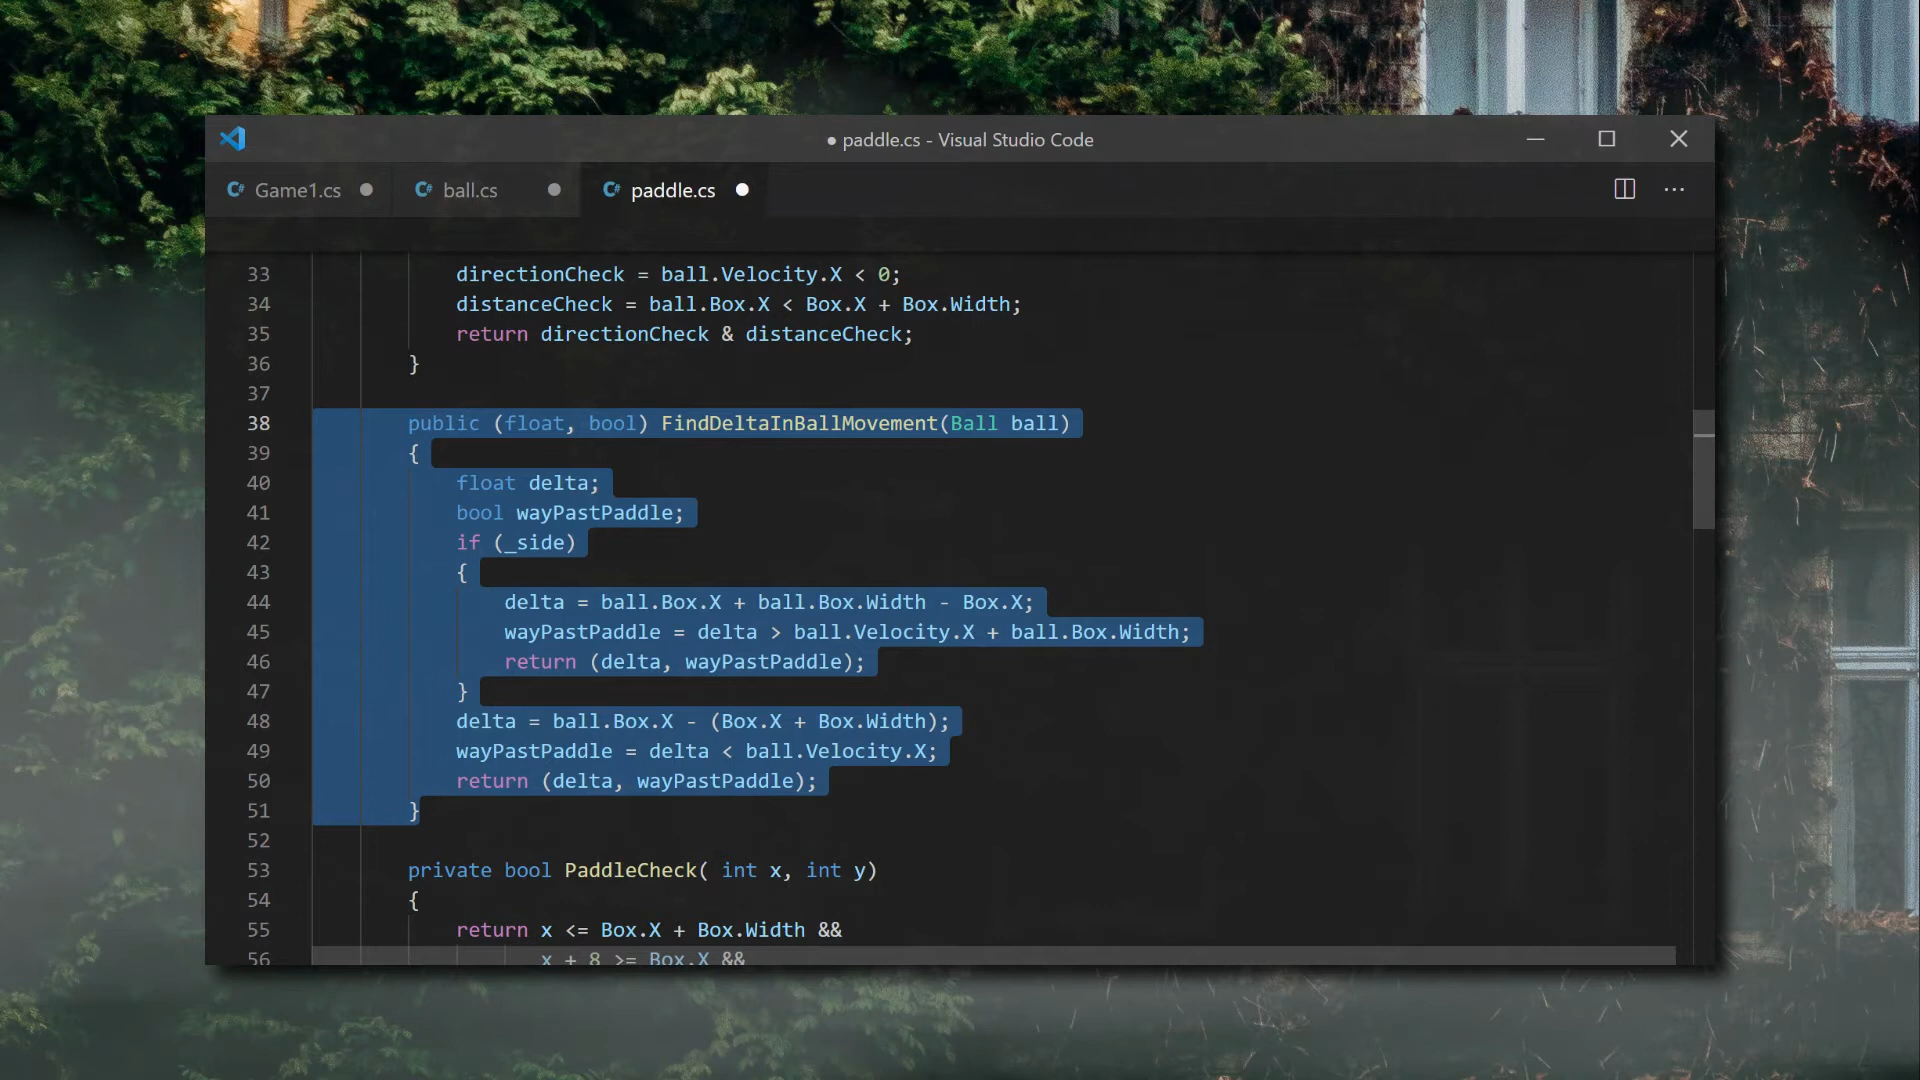 ● paddle.cs - Visual Studio Code
Game1.cs ● ball.cs ● paddle.cs ●
33 directionCheck = ball.Velocity.X < 0;
34 distanceCheck = ball.Box.X < Box.X + Box.Width;
35 return directionCheck & distanceCheck;
36 }
37
38 public (float, bool) FindDeltaInBallMovement(Ball ball)
39 {
40 float delta;
41 bool wayPastPaddle;
42 if (_side)
43 {
44 delta = ball.Box.X + ball.Box.Width - Box.X;
45 wayPastPaddle = delta > ball.Velocity.X + ball.Box.Width;
46 return (delta, wayPastPaddle);
47 }
48 delta = ball.Box.X - (Box.X + Box.Width);
49 wayPastPaddle = delta < ball.Velocity.X;
50 return (delta, wayPastPaddle);
51 }
52
53 private bool PaddleCheck( int x, int y)
54 {
55 return x <= Box.X + Box.Width &&
56 x + 8 >= Box.X &&